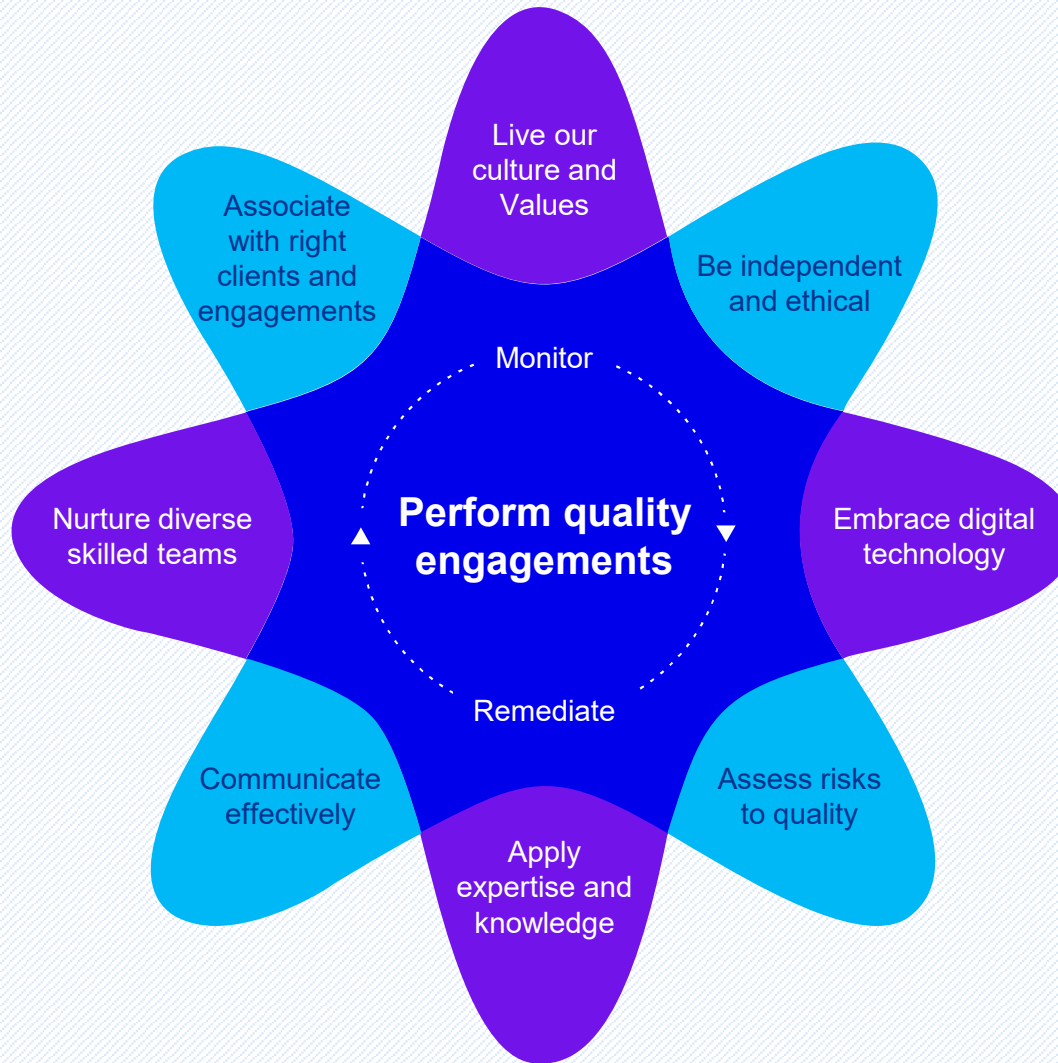 Live our
culture and
Values
Associate
with right
clients and
engagements
Be independent
and ethical
Monitor
Nurture diverse
skilled teams
Perform quality
engagements
Embrace digital
technology
Remediate
Communicate
effectively
Assess risks
to quality
Apply
expertise and
knowledge